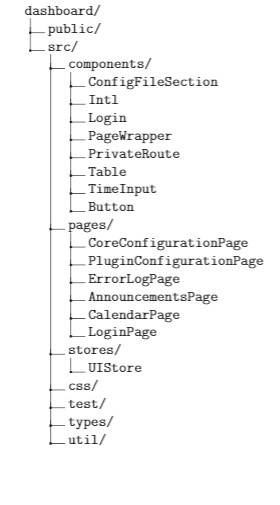 dashboard/
public/
src/
components/
ConfigFileSection
Intl
Login
PageWrapper
PrivateRoute
Table
TimeInput
Button
pages/
CoreConfigurationPage
PluginConfigurationPage
ErrorLogPage
AnnouncementsPage
CalendarPage
LoginPage
stores/
UIStore
css/
test/
types/
util/